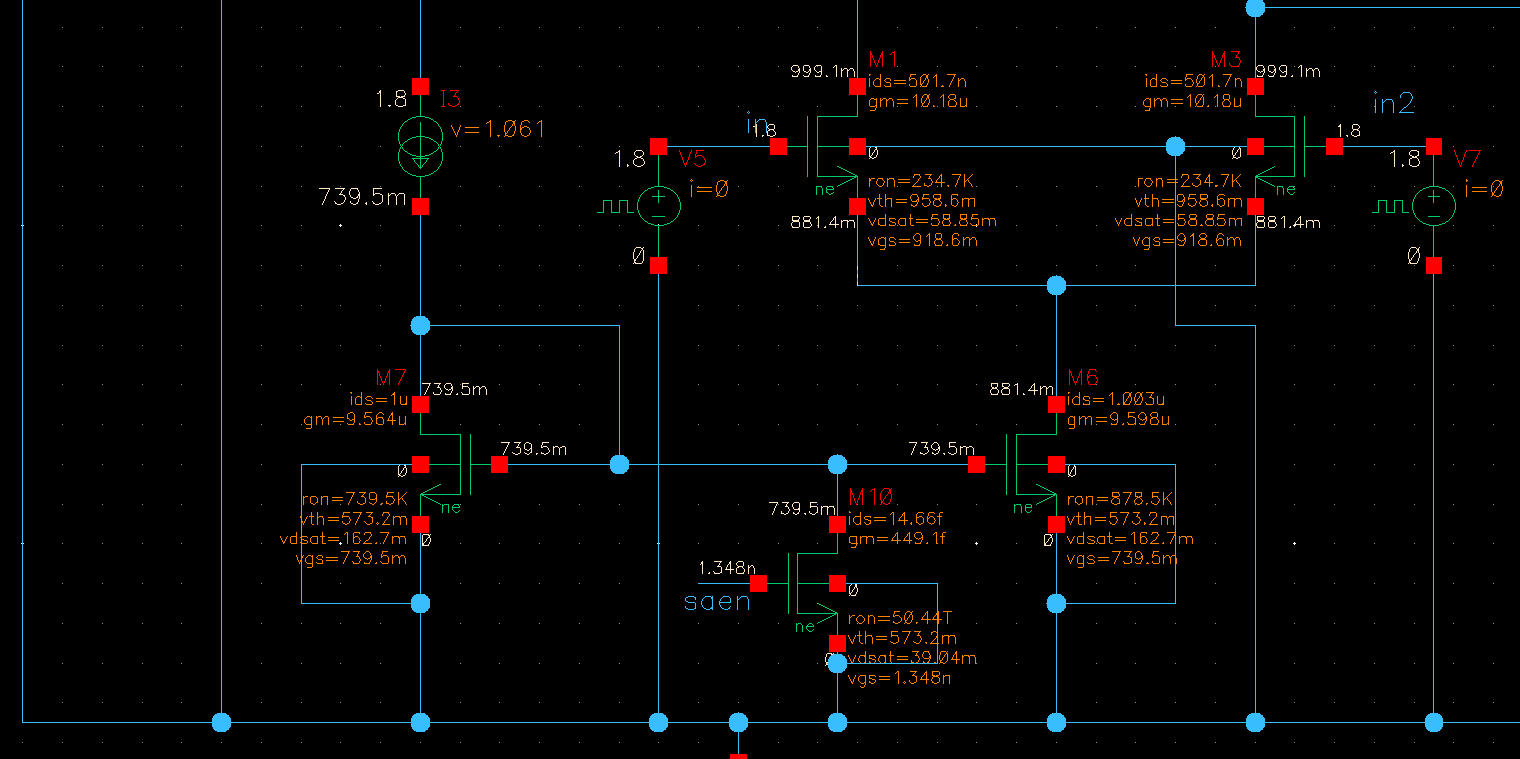 1.8
I3
v=1.061
739.5m
in
1.8
1.8
V5
i=0
0
999.1m
M1
ids=501.7n
gm=10.18u
0
ne
ron=234.7K
vth=958.6m
vdsat=58.85m
vgs=918.6m
881.4m
M3
ids=501.7n
gm=10.18u
999.1m
0
ne
ron=234.7K
vth=958.6m
vdsat=58.85m
vgs=918.6m
881.4m
in2
1.8
1.8
V7
i=0
0
M7
ids=1u
gm=9.564u
739.5m
0
739.5m
ne
ron=739.5K
vth=573.2m
vdsat=162.7m
vgs=739.5m
0
739.5m
M10
ids=14.66f
gm=449.1f
1.348n
saen
0
ne
ron=50.44T
vth=573.2m
vdsat=39.04m
vgs=1.348n
0
881.4m
M6
ids=1.003u
gm=9.598u
739.5m
0
ne
ron=878.5K
vth=573.2m
vdsat=162.7m
vgs=739.5m
0